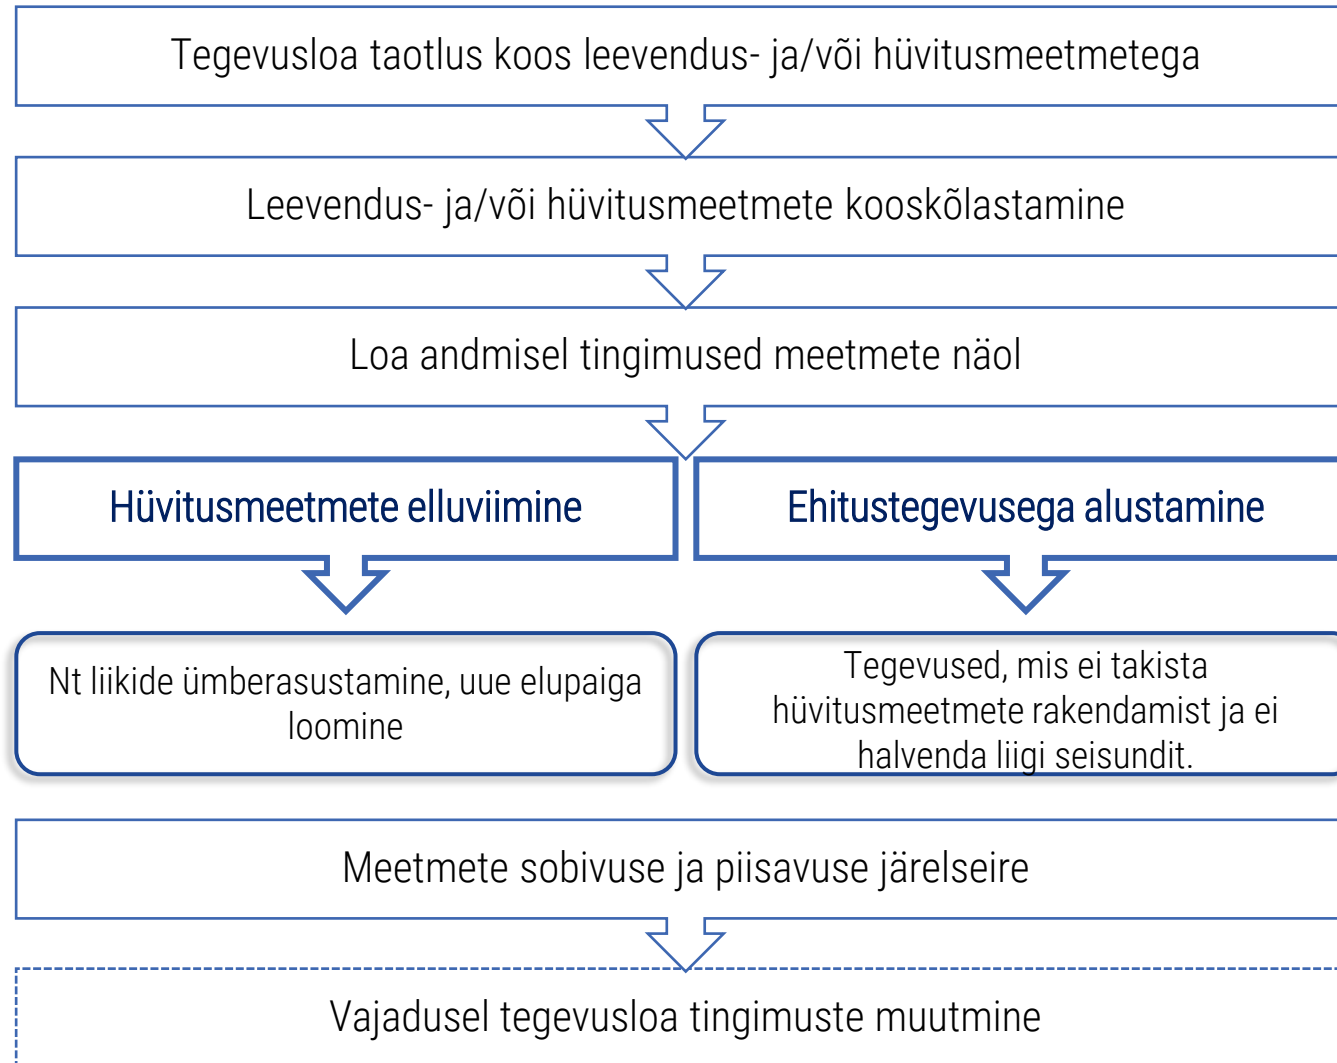 Tegevusloa taotlus koos leevendus- ja/või hüvitusmeetmetega
Leevendus- ja/või hüvitusmeetmete kooskõlastamine
Loa andmisel tingimused meetmete näol
Hüvitusmeetmete elluviimine
Ehitustegevusega alustamine
Nt liikide ümberasustamine, uue elupaiga
loomine
Tegevused, mis ei takista
hüvitusmeetmete rakendamist ja ei
halvenda liigi seisundit.
Meetmete sobivuse ja piisavuse järelseire
Vajadusel tegevusloa tingimuste muutmine